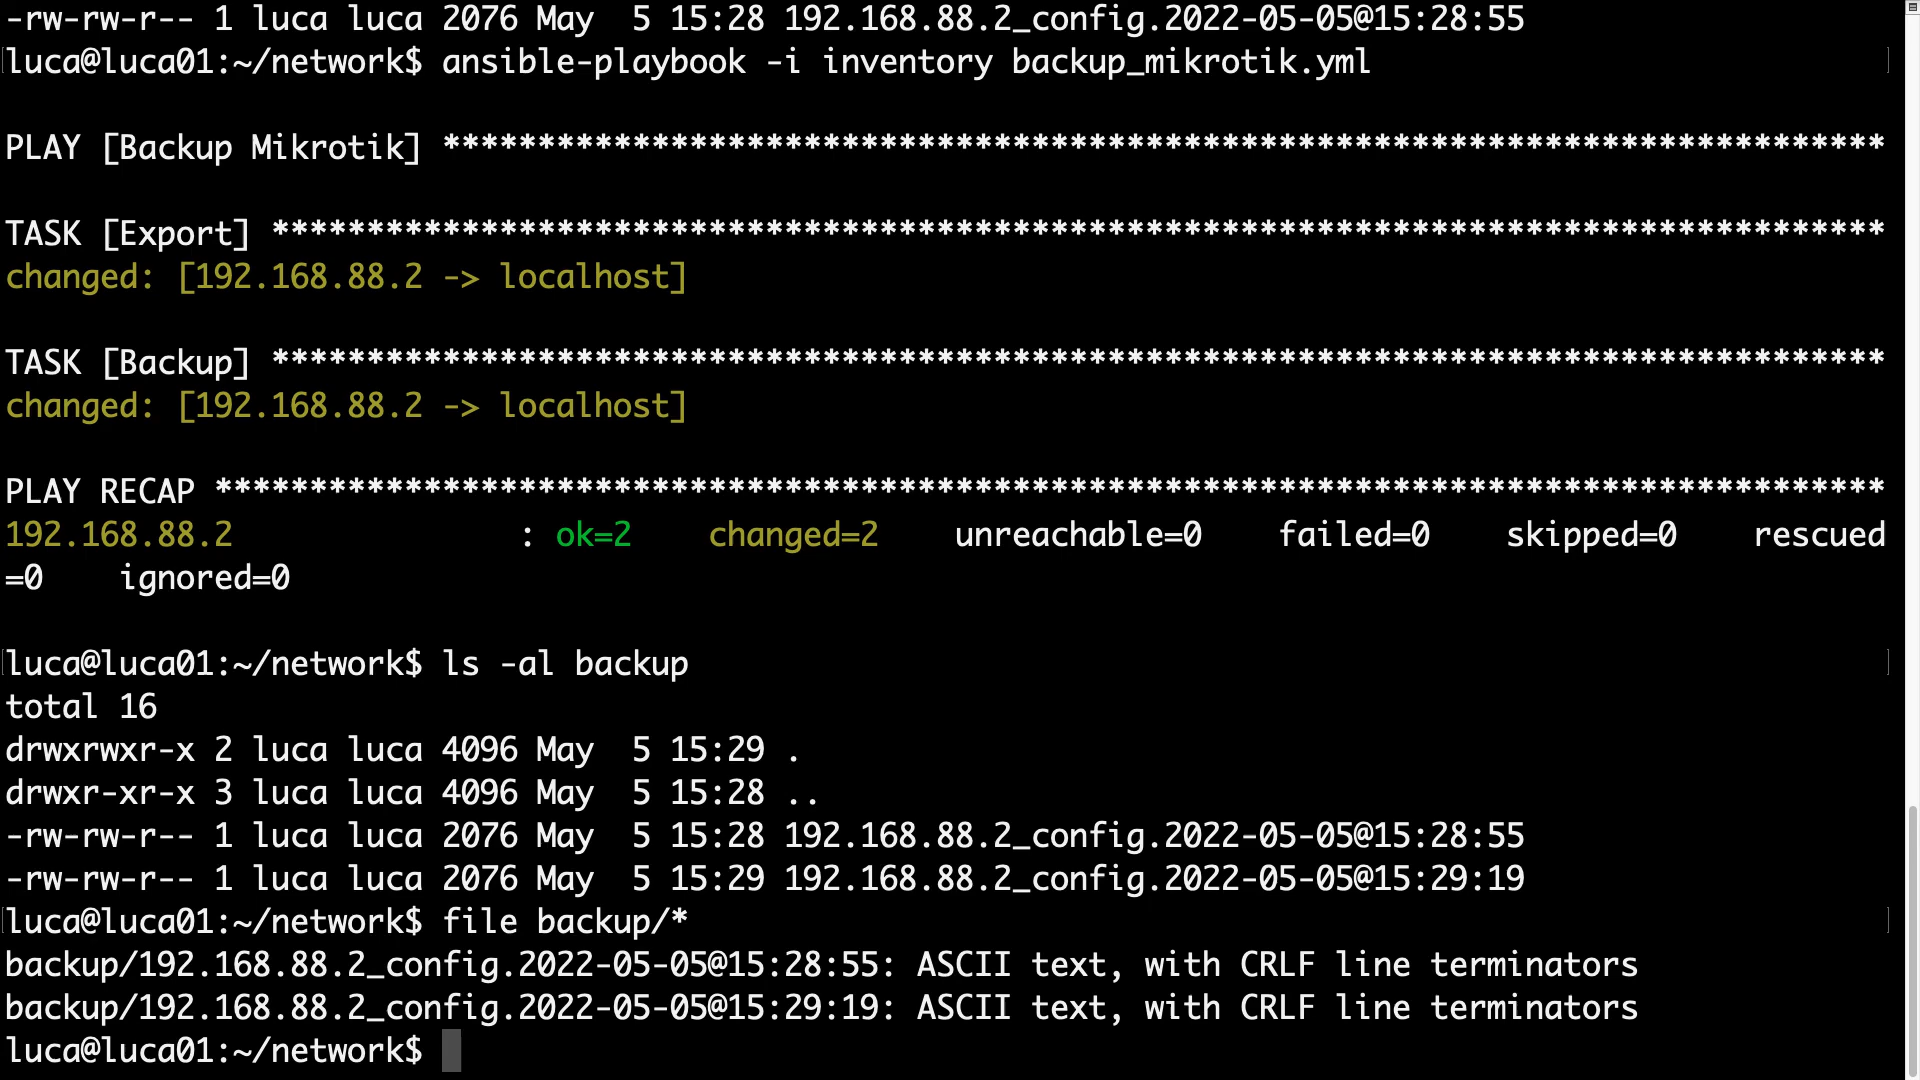 -rw-rw-r-- 1 luca luca 2076 May  5 15:28 192.168.88.2_config.2022-05-05@15:28:55
luca@luca01:~/network$ ansible-playbook -i inventory backup_mikrotik.yml
PLAY [Backup Mikrotik] ****************************************************************************
TASK [Export] *************************************************************************************
changed: [192.168.88.2 -> localhost]
TASK [Backup] *************************************************************************************
changed: [192.168.88.2 -> localhost]
PLAY RECAP ****************************************************************************************
192.168.88.2               : ok=2    changed=2    unreachable=0    failed=0    skipped=0    rescued
=0    ignored=0
luca@luca01:~/network$ ls -al backup
total 16
drwxrwxr-x 2 luca luca 4096 May  5 15:29 .
drwxr-xr-x 3 luca luca 4096 May  5 15:28 ..
-rw-rw-r-- 1 luca luca 2076 May  5 15:28 192.168.88.2_config.2022-05-05@15:28:55
-rw-rw-r-- 1 luca luca 2076 May  5 15:29 192.168.88.2_config.2022-05-05@15:29:19
luca@luca01:~/network$ file backup/*
backup/192.168.88.2_config.2022-05-05@15:28:55: ASCII text, with CRLF line terminators
backup/192.168.88.2_config.2022-05-05@15:29:19: ASCII text, with CRLF line terminators
luca@luca01:~/network$